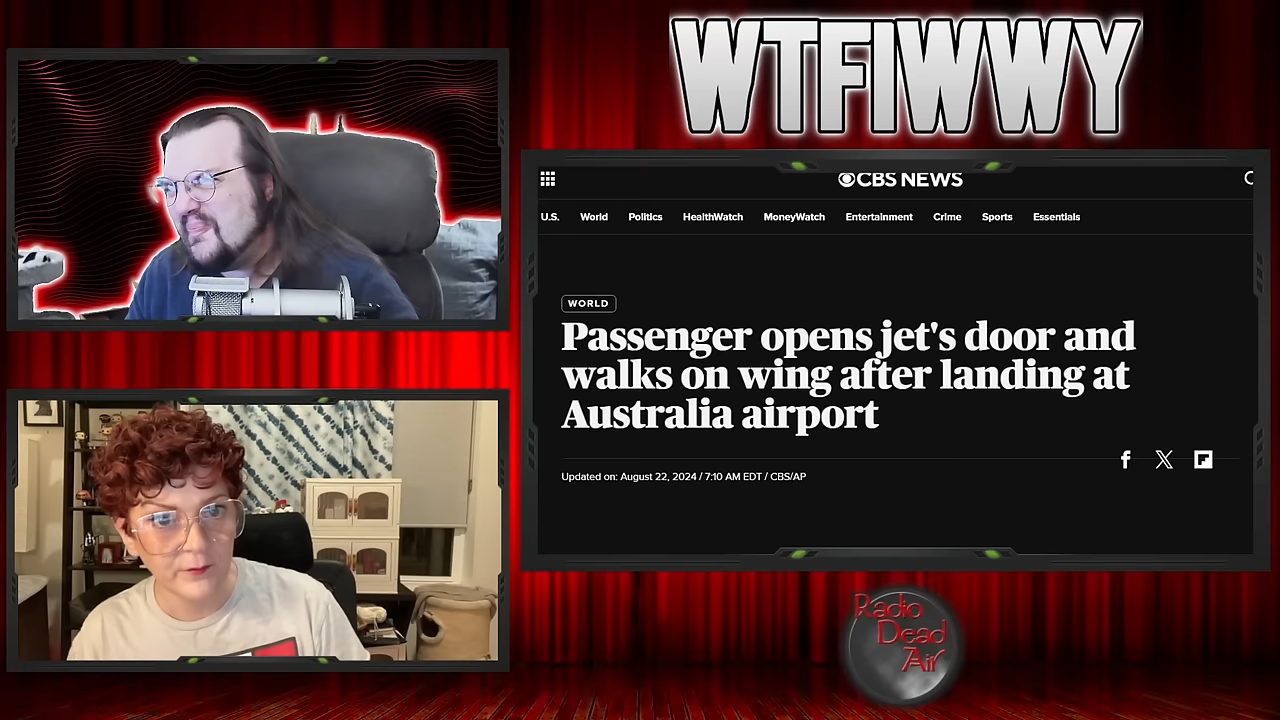 WTFIWWY
CBS NEWS
U.S. World Politics HealthWatch MoneyWatch Entertainment Crime Sports Essentials
WORLD
Passenger opens jet's door and
walks on wing after landing at
Australia airport
Updated on: August 22, 2024 / 7:10 AM EDT / CBS/AP
Radio
Dead
Air